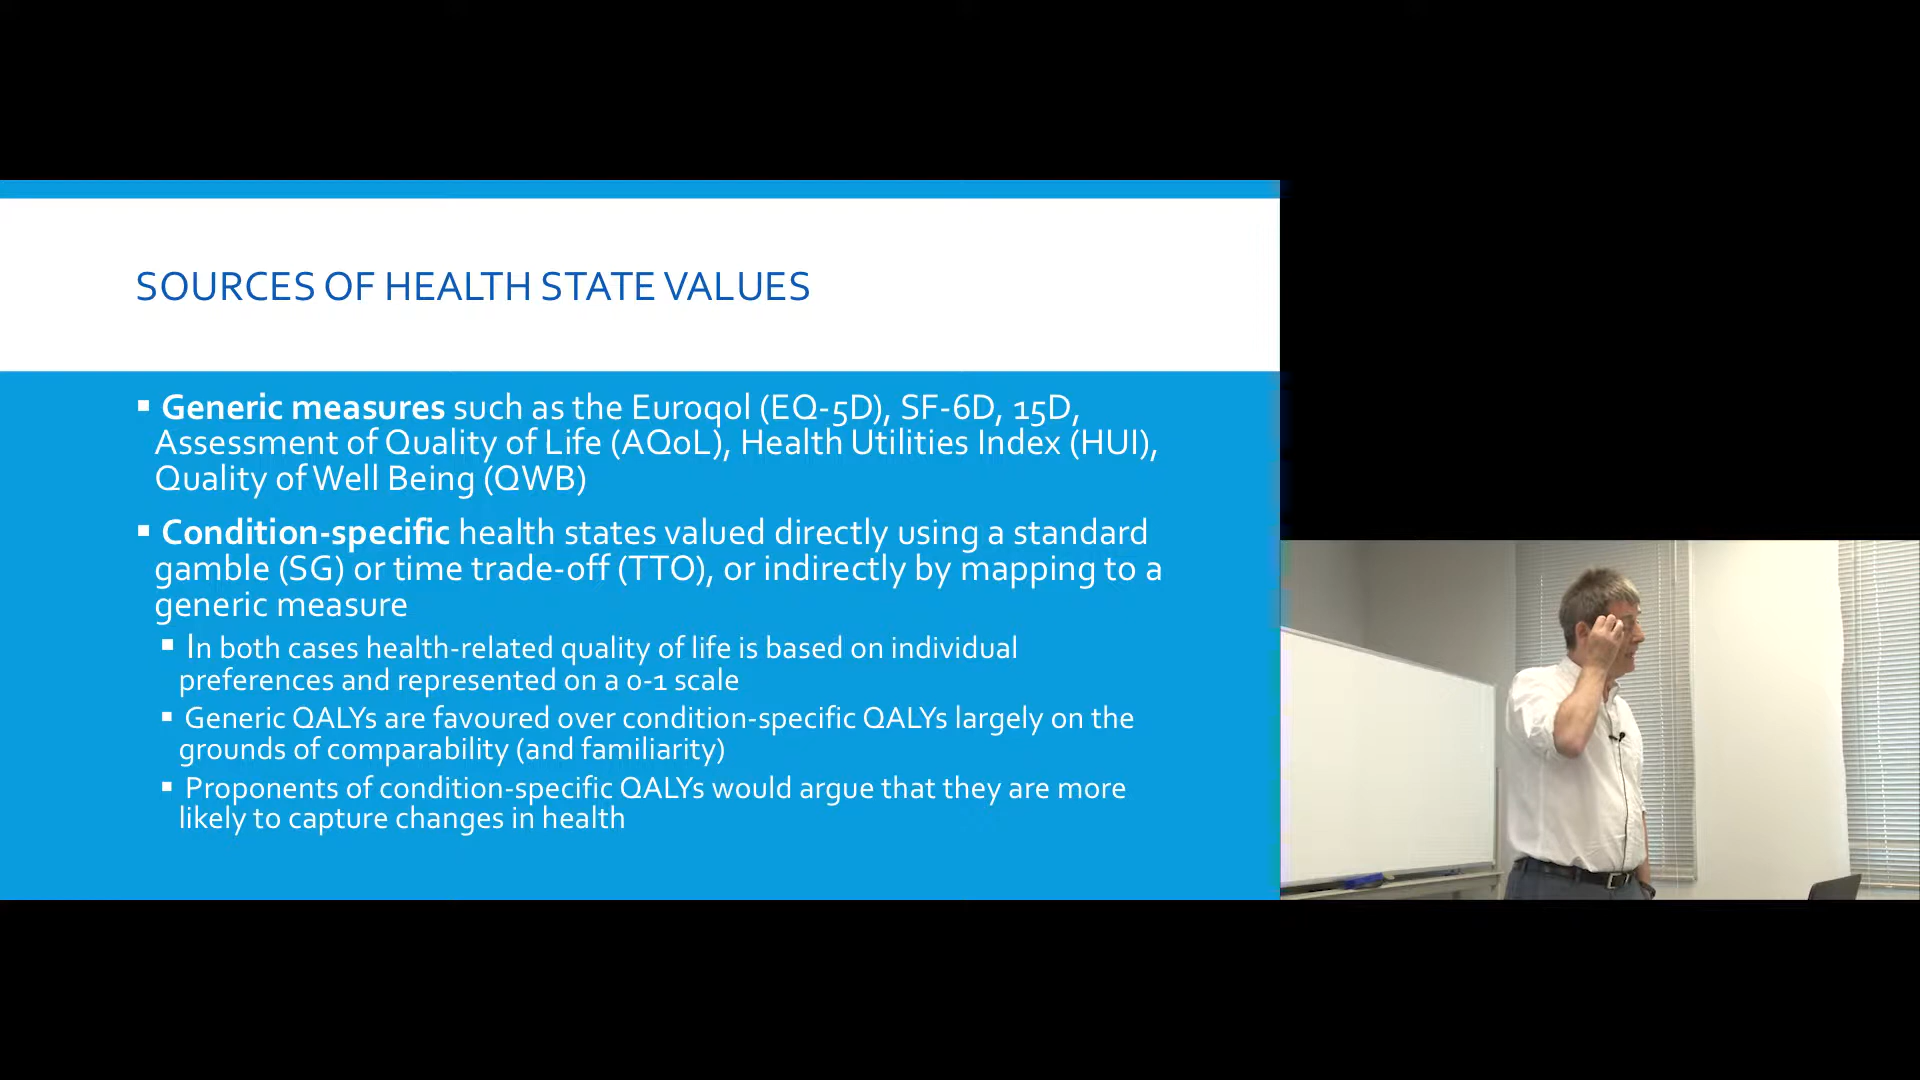 SOURCES OF HEALTH STATE VALUES
▪ Generic measures such as the Euroqol (EQ-5D), SF-6D, 15D,
Assessment of Quality of Life (AQoL), Health Utilities Index (HUI),
Quality of Well Being (QWB)
▪ Condition-specific health states valued directly using a standard
gamble (SG) or time trade-off (TTO), or indirectly by mapping to a
generic measure
▪ In both cases health-related quality of life is based on individual
preferences and represented on a 0-1 scale
▪ Generic QALYs are favoured over condition-specific QALYs largely on the
grounds of comparability (and familiarity)
▪ Proponents of condition-specific QALYs would argue that they are more
likely to capture changes in health